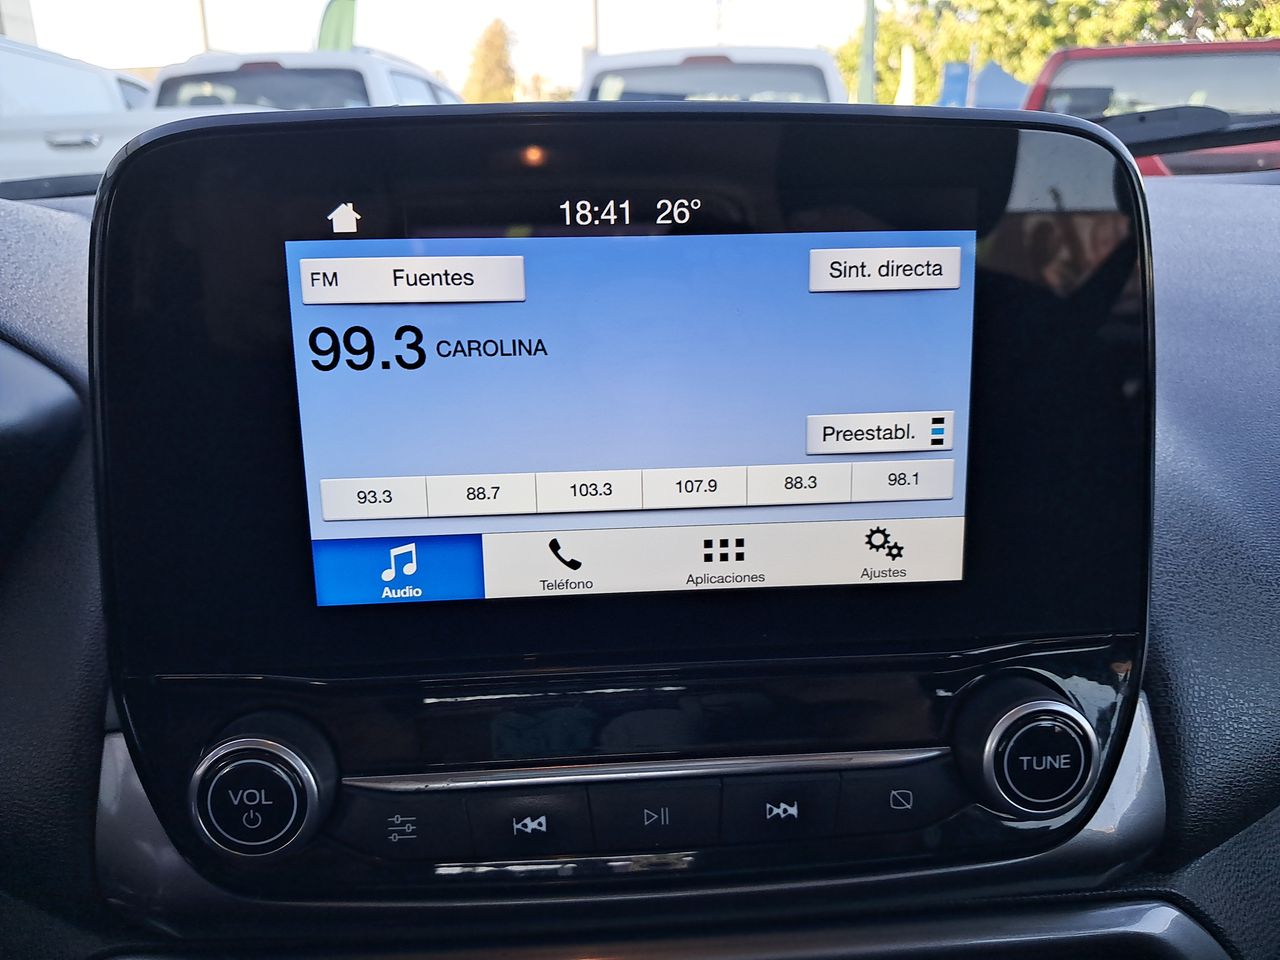 18:41 26°
FM Fuentes
Sint. directa
99.3 CAROLINA
Preestabl.
93.3 88.7 103.3 107.9 88.3 98.1
Audio Teléfono Aplicaciones Ajustes
VOL
TUNE